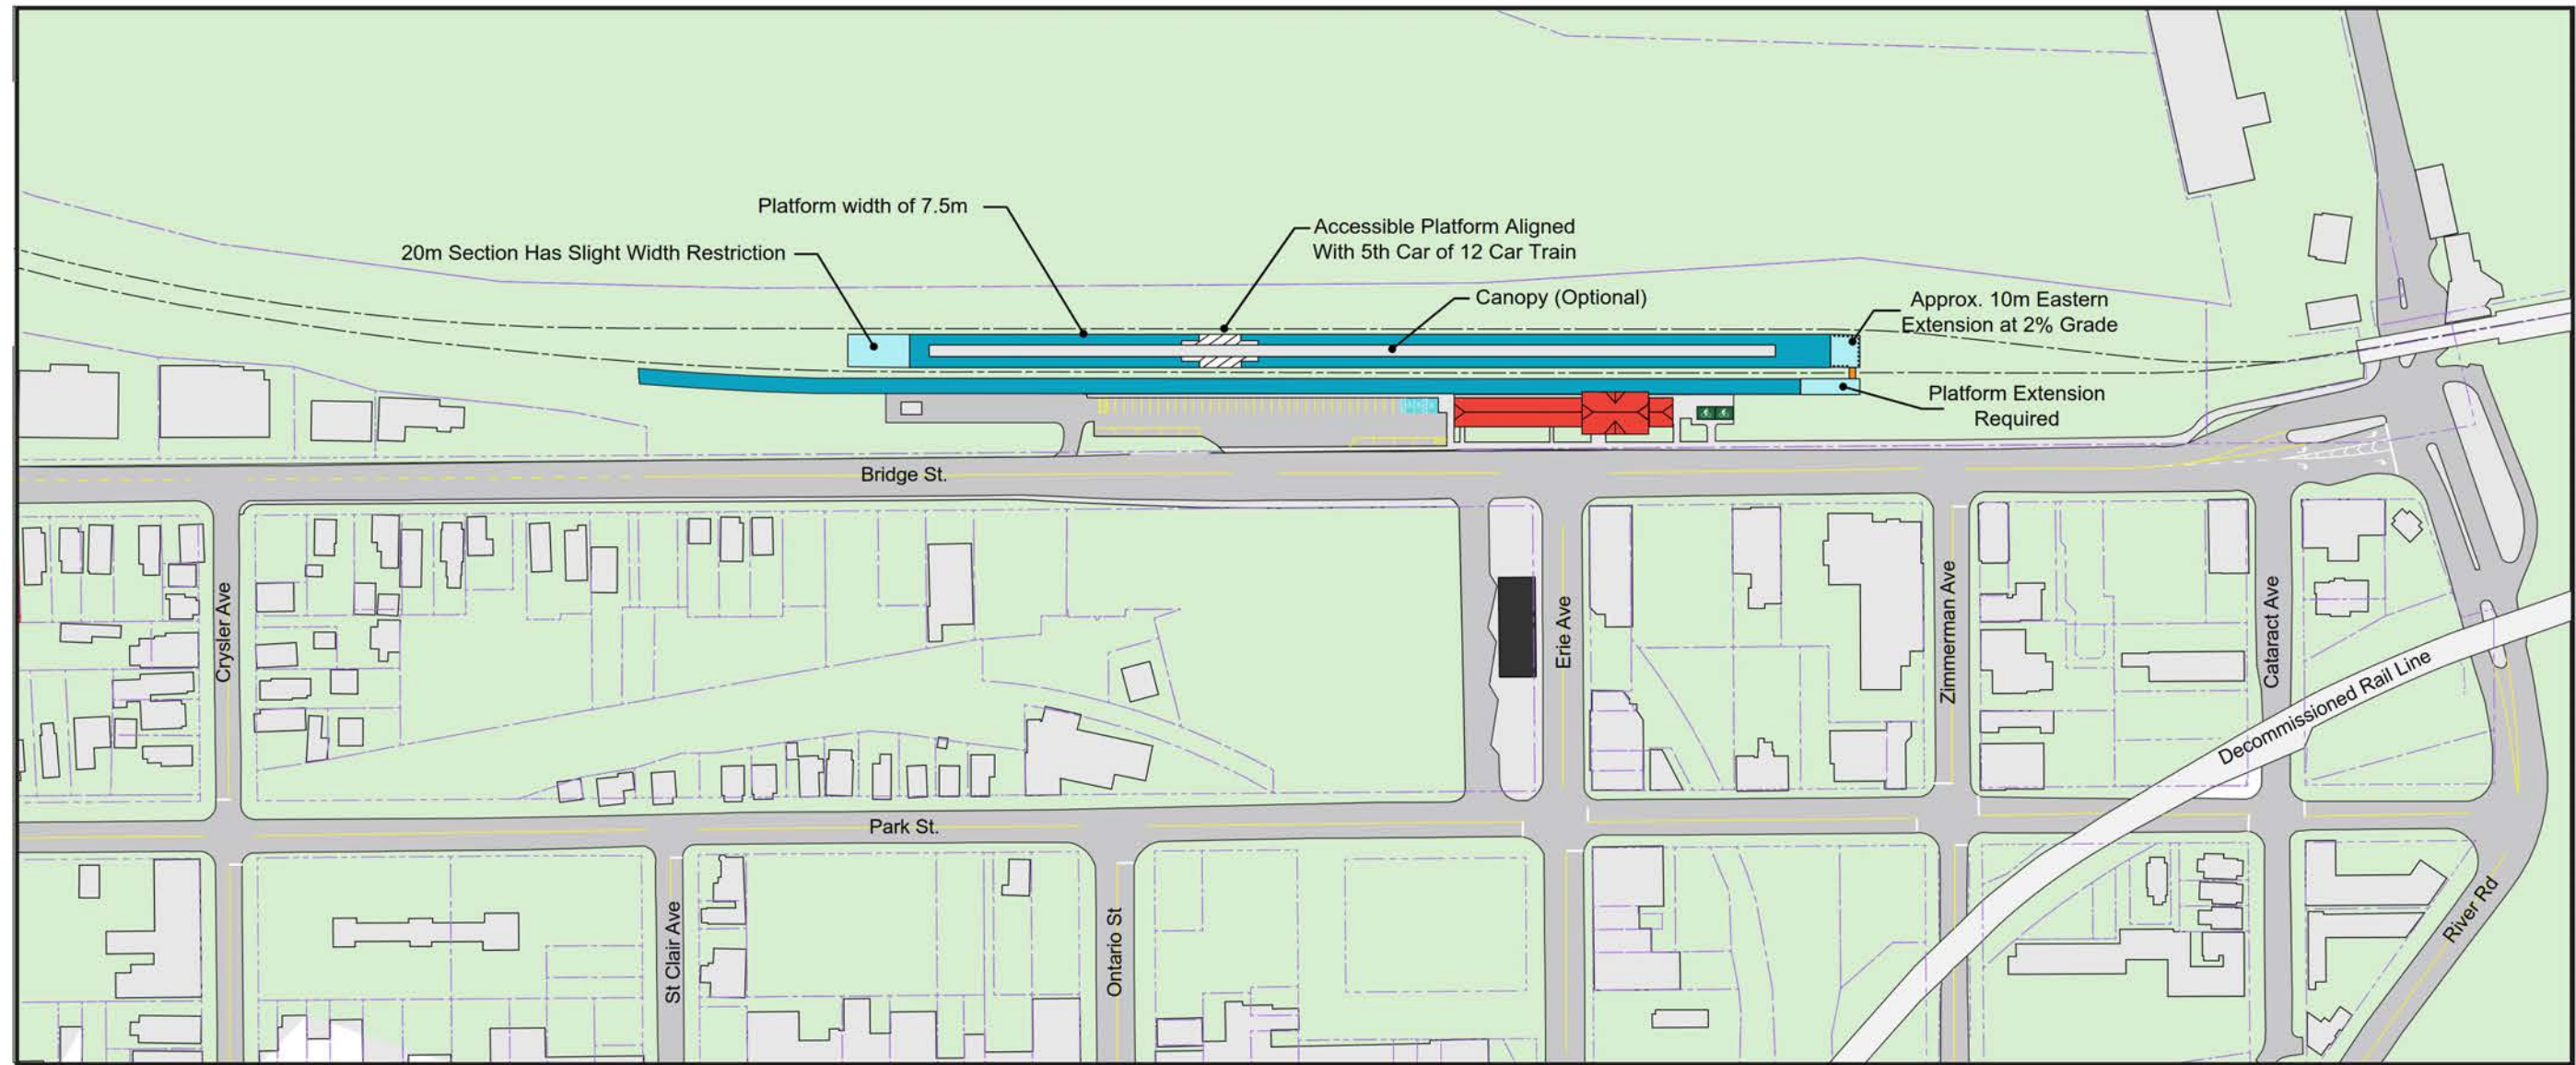 Platform width of 7.5m
20m Section Has Slight Width Restriction
Accessible Platform Aligned
With 5th Car of 12 Car Train
Canopy (Optional)
Approx. 10m Eastern
Extension at 2% Grade
Platform Extension
Required
Bridge St.
Crysler Ave
Erie Ave
Zimmerman Ave
Cataract Ave
Decommissioned Rail Line
Park St.
St Clair Ave
Ontario St
River Rd